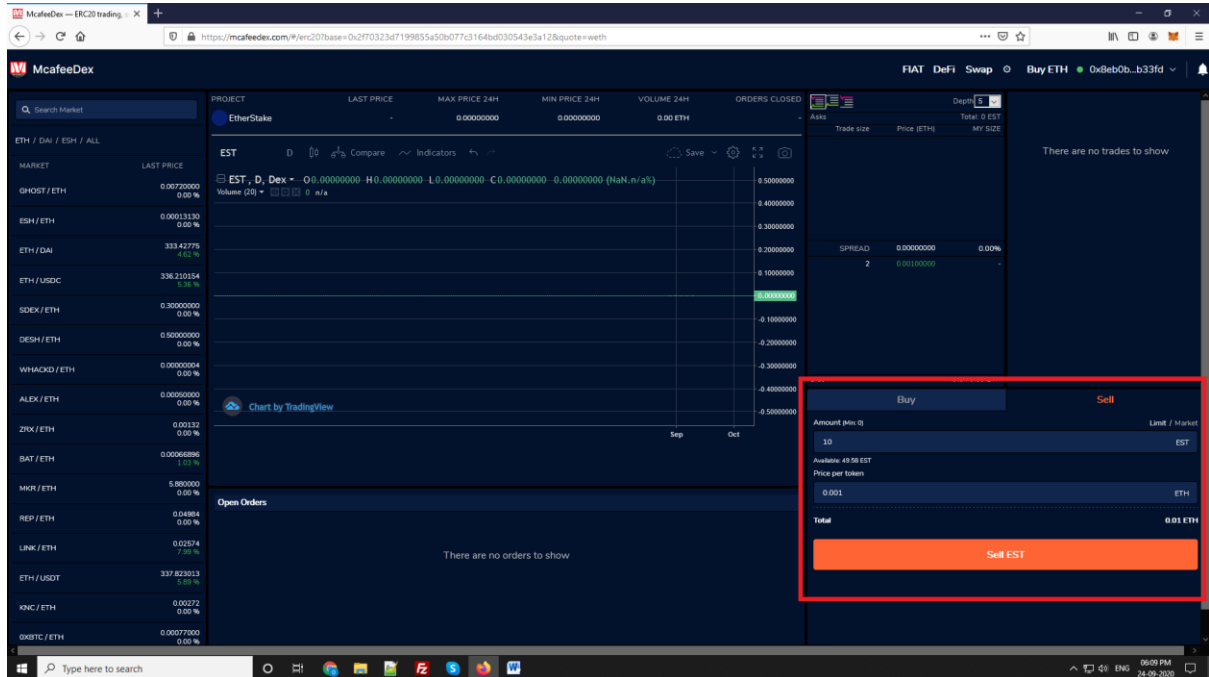 McafeeDex — ERC20 trading, s
https://mcafeedex.com/#/erc20?base=0x2f70323d7199855a50b077c3164bd030543e3a12&quote=weth
McafeeDex
FIAT DeFi Swap Buy ETH 0x8eb0b...b33fd
Search Market
ETH / DAI / ESH / ALL
MARKET LAST PRICE
GHOST / ETH 0.00720000
0.00 %
ESH / ETH 0.00013130
0.00 %
ETH / DAI 333.42775
4.62 %
ETH / USDC 336.210154
5.36 %
SDEX / ETH 0.30000000
0.00 %
DESH / ETH 0.50000000
0.00 %
WHACKD / ETH 0.00000004
0.00 %
ALEX / ETH 0.00050000
0.00 %
ZRX / ETH 0.00132
0.00 %
BAT / ETH 0.00066896
1.03 %
MKR / ETH 5.880000
0.00 %
REP / ETH 0.04984
0.00 %
LINK / ETH 0.02574
7.99 %
ETH / USDT 337.823013
5.89 %
KNC / ETH 0.00272
0.00 %
0XBTC / ETH 0.00077000
0.00 %
PROJECT LAST PRICE MAX PRICE 24H MIN PRICE 24H VOLUME 24H ORDERS CLOSED
EtherStake - 0.00000000 0.00000000 0.00 ETH -
EST D Compare Indicators Save
EST , D, Dex O0.00000000 H0.00000000 L0.00000000 C0.00000000 0.00000000 (NaN.n/a%)
Volume (20) 0 n/a
0.50000000
0.40000000
0.30000000
0.20000000
0.10000000
0.00000000
-0.10000000
-0.20000000
-0.30000000
-0.40000000
-0.50000000
Chart by TradingView
Sep Oct
Open Orders
There are no orders to show
Depth 5
Asks Total: 0 EST
Trade size Price (ETH) MY SIZE
SPREAD 0.00000000 0.00%
2 0.00100000 -
There are no trades to show
Buy Sell
Amount (Min: 0) Limit / Market
10 EST
Available: 49.58 EST
Price per token
0.001 ETH
Total 0.01 ETH
Sell EST
Type here to search
ENG
06:09 PM
24-09-2020